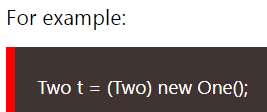 For example:
Two t = (Two) new One();